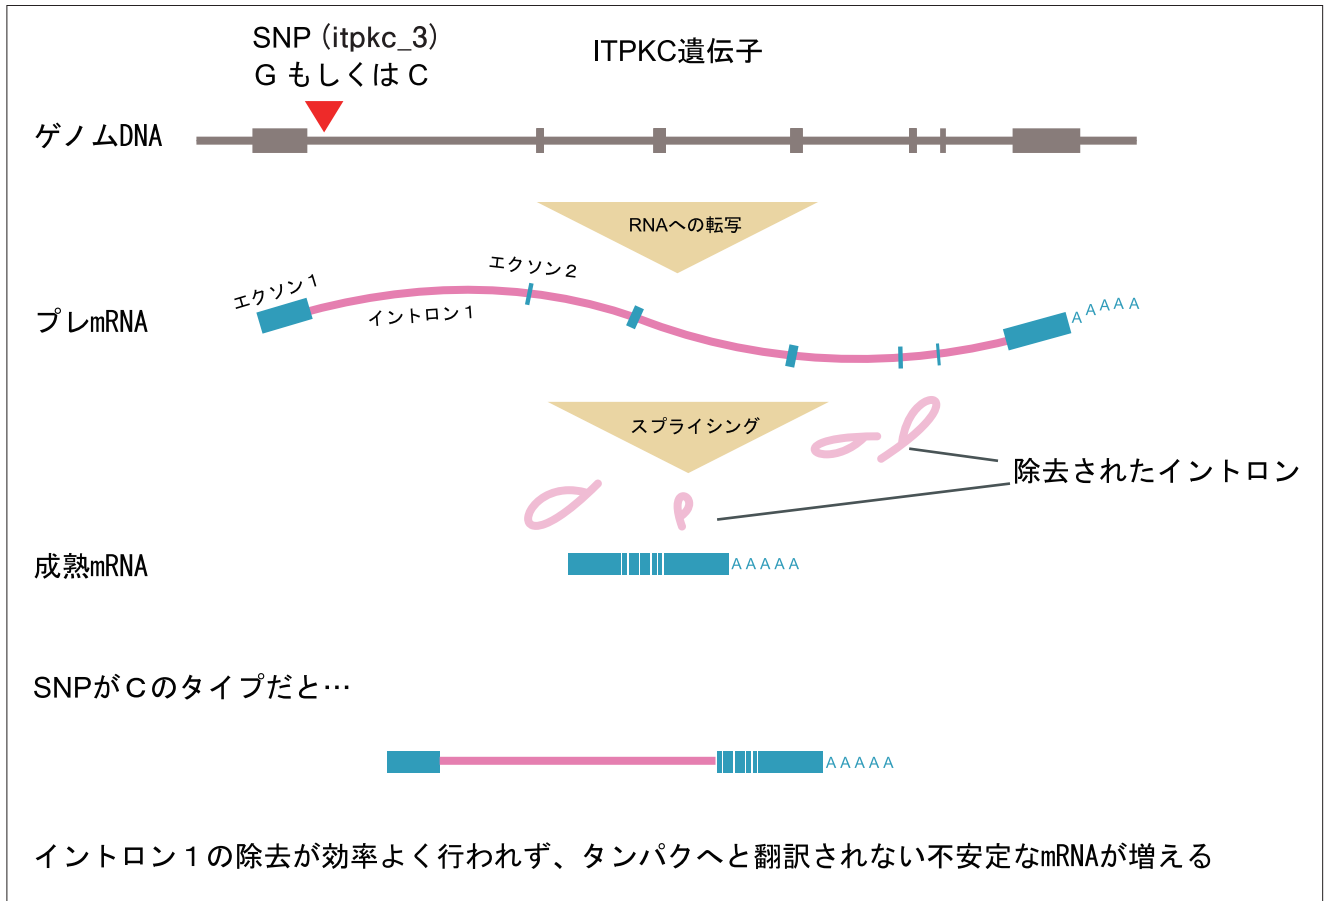 SNP (itpkc_3)
G もしくは C
ITPKC遺伝子
ゲノムDNA
RNAへの転写
エクソン1
エクソン2
イントロン1
プレmRNA
AAAAA
スプライシング
除去されたイントロン
成熟mRNA
AAAAA
SNPがCのタイプだと…
AAAAA
イントロン1の除去が効率よく行われず、タンパクへと翻訳されない不安定なmRNAが増える